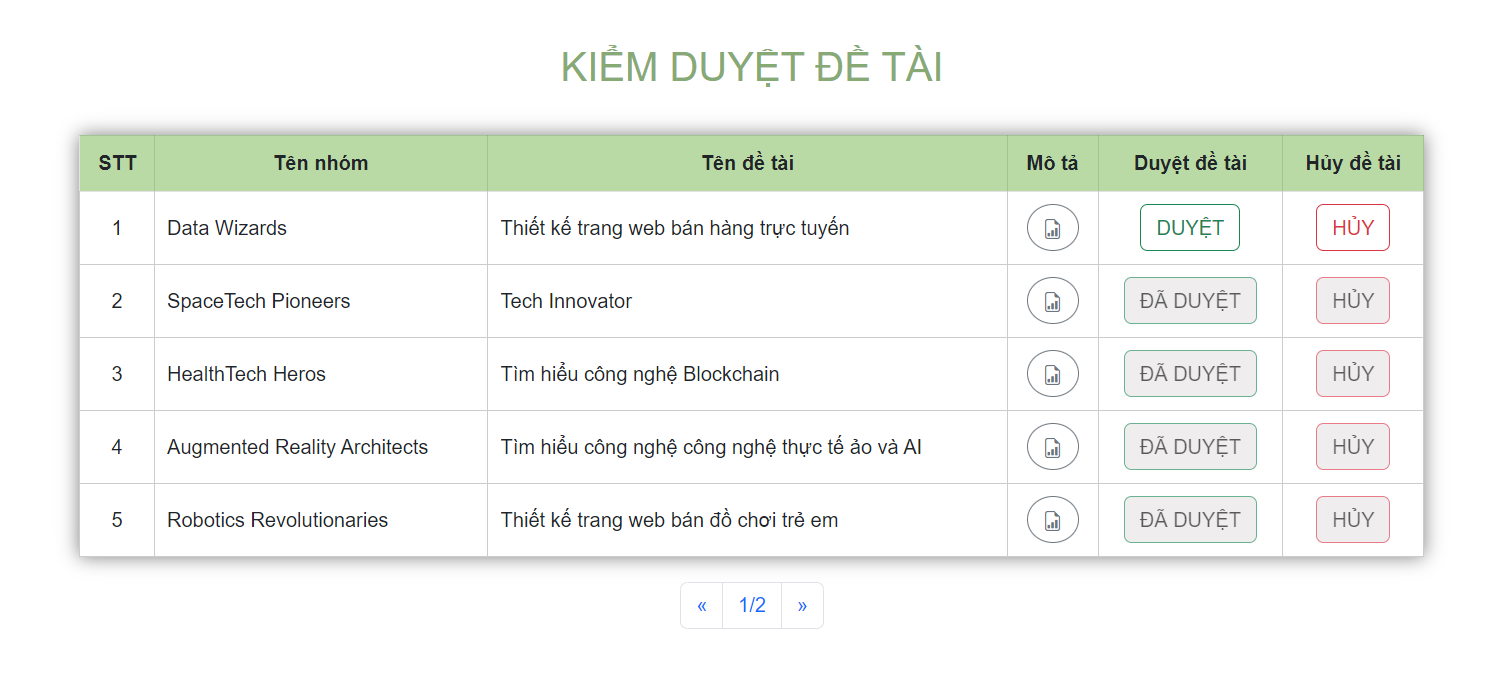 KIỂM DUYỆT ĐỀ TÀI
STT Tên nhóm Tên đề tài Mô tả Duyệt đề tài Hủy đề tài
1 Data Wizards Thiết kế trang web bán hàng trực tuyến DUYỆT HỦY
2 SpaceTech Pioneers Tech Innovator ĐÃ DUYỆT HỦY
3 HealthTech Heros Tìm hiểu công nghệ Blockchain ĐÃ DUYỆT HỦY
4 Augmented Reality Architects Tìm hiểu công nghệ công nghệ thực tế ảo và AI ĐÃ DUYỆT HỦY
5 Robotics Revolutionaries Thiết kế trang web bán đồ chơi trẻ em ĐÃ DUYỆT HỦY
« 1/2 »